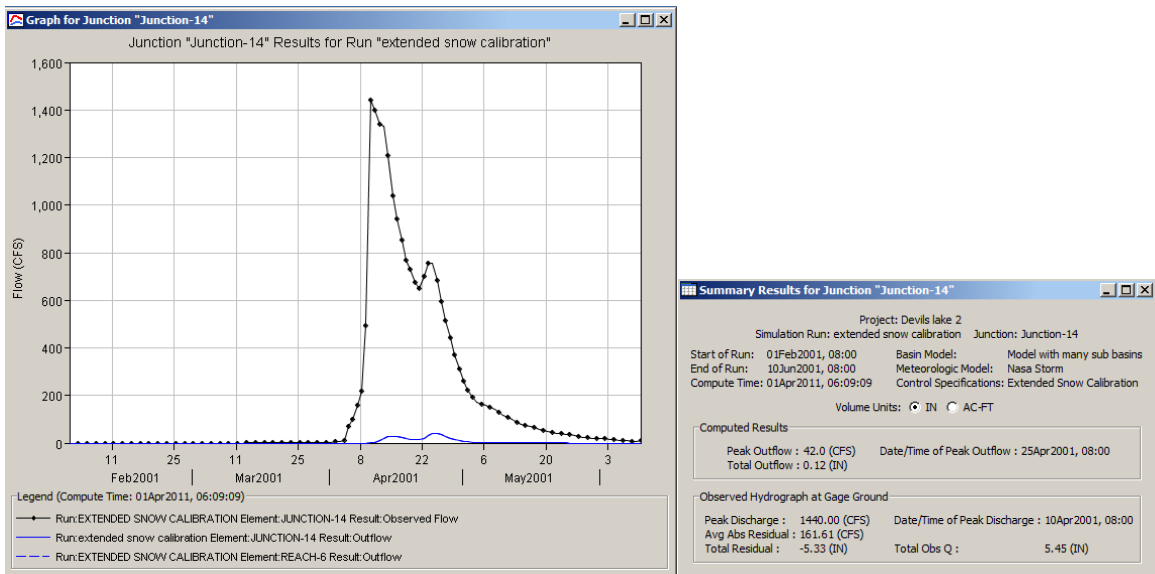 Graph for Junction "Junction-14"
Junction "Junction-14" Results for Run "extended snow calibration"
1,600
1,400
1,200
1,000
800
600
400
200
0
Flow (CFS)
11 25 11 25 8 22 6 20 3
Feb2001 Mar2001 Apr2001 May2001
Legend (Compute Time: 01Apr2011, 06:09:09)
Run:EXTENDED SNOW CALIBRATION Element:JUNCTION-14 Result:Observed Flow
Run:extended snow calibration Element:JUNCTION-14 Result:Outflow
Run:EXTENDED SNOW CALIBRATION Element:REACH-6 Result:Outflow
Summary Results for Junction "Junction-14"
Project: Devils lake 2
Simulation Run: extended snow calibration Junction: Junction-14
Start of Run: 01Feb2001, 08:00 Basin Model: Model with many sub basins
End of Run: 10Jun2001, 08:00 Meteorologic Model: Nasa Storm
Compute Time: 01Apr2011, 06:09:09 Control Specifications: Extended Snow Calibration
Volume Units: IN AC-FT
Computed Results
Peak Outflow : 42.0 (CFS) Date/Time of Peak Outflow : 25Apr2001, 08:00
Total Outflow : 0.12 (IN)
Observed Hydrograph at Gage Ground
Peak Discharge : 1440.00 (CFS) Date/Time of Peak Discharge : 10Apr2001, 08:00
Avg Abs Residual : 161.61 (CFS)
Total Residual : -5.33 (IN) Total Obs Q : 5.45 (IN)